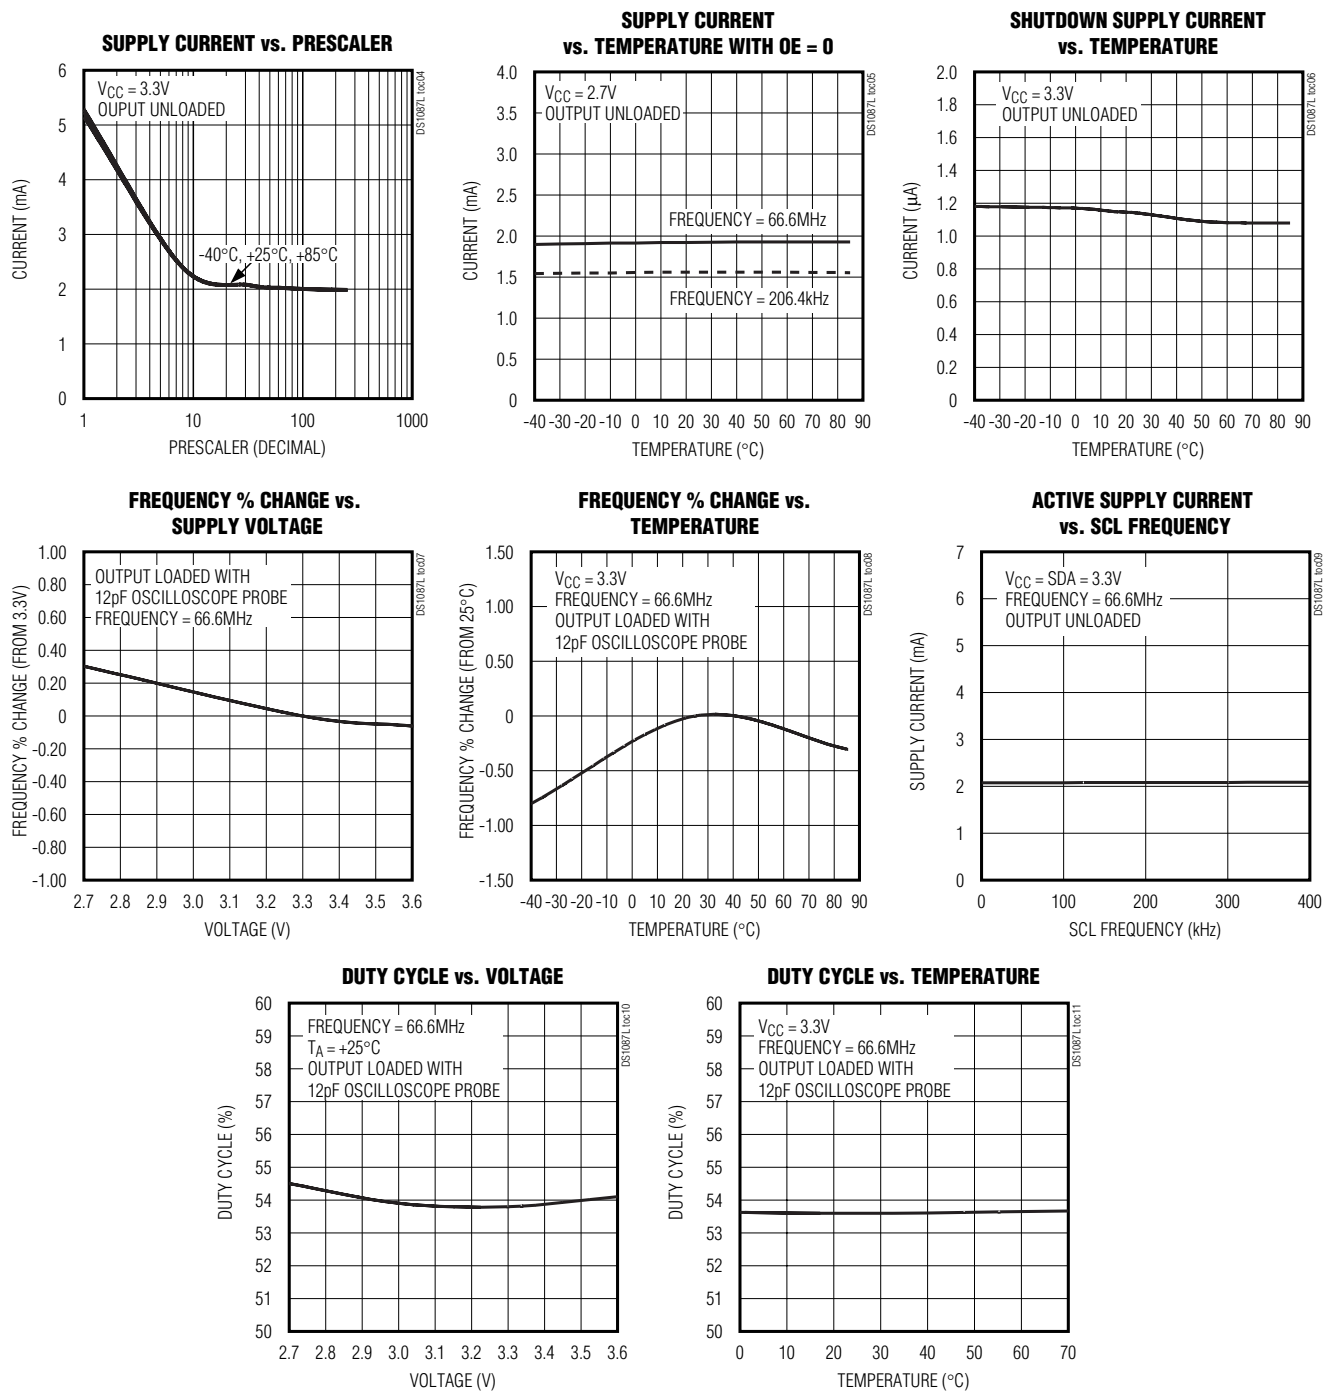 SUPPLY CURRENT vs. PRESCALER
6
5
4
3
2
1
0
CURRENT (mA)
VCC = 3.3V
OUPUT UNLOADED
-40°C, +25°C, +85°C
DS1087L toc04
1 10 100 1000
PRESCALER (DECIMAL)
SUPPLY CURRENT
vs. TEMPERATURE WITH OE = 0
4.0
3.5
3.0
2.5
2.0
1.5
1.0
0.5
0
CURRENT (mA)
VCC = 2.7V
OUTPUT UNLOADED
FREQUENCY = 66.6MHz
FREQUENCY = 206.4kHz
DS1087L toc05
-40 -30 -20 -10 0 10 20 30 40 50 60 70 80 90
TEMPERATURE (°C)
SHUTDOWN SUPPLY CURRENT
vs. TEMPERATURE
2.0
1.8
1.6
1.4
1.2
1.0
0.8
0.6
0.4
0.2
0
CURRENT (μA)
VCC = 3.3V
OUTPUT UNLOADED
DS1087L toc06
-40 -30 -20 -10 0 10 20 30 40 50 60 70 80 90
TEMPERATURE (°C)
FREQUENCY % CHANGE vs.
SUPPLY VOLTAGE
1.00
0.80
0.60
0.40
0.20
0
-0.20
-0.40
-0.60
-0.80
-1.00
FREQUENCY % CHANGE (FROM 3.3V)
OUTPUT LOADED WITH
12pF OSCILLOSCOPE PROBE
FREQUENCY = 66.6MHz
DS1087L toc07
2.7 2.8 2.9 3.0 3.1 3.2 3.3 3.4 3.5 3.6
VOLTAGE (V)
FREQUENCY % CHANGE vs.
TEMPERATURE
1.50
1.00
0.50
0
-0.50
-1.00
-1.50
FREQUENCY % CHANGE (FROM 25°C)
VCC = 3.3V
FREQUENCY = 66.6MHz
OUTPUT LOADED WITH
12pF OSCILLOSCOPE PROBE
DS1087L toc08
-40 -30 -20 -10 0 10 20 30 40 50 60 70 80 90
TEMPERATURE (°C)
ACTIVE SUPPLY CURRENT
vs. SCL FREQUENCY
7
6
5
4
3
2
1
0
SUPPLY CURRENT (mA)
VCC = SDA = 3.3V
FREQUENCY = 66.6MHz
OUTPUT UNLOADED
DS1087L toc09
0 100 200 300 400
SCL FREQUENCY (kHz)
DUTY CYCLE vs. VOLTAGE
60
59
58
57
56
55
54
53
52
51
50
DUTY CYCLE (%)
FREQUENCY = 66.6MHz
TA = +25°C
OUTPUT LOADED WITH
12pF OSCILLOSCOPE PROBE
DS1087L toc10
2.7 2.8 2.9 3.0 3.1 3.2 3.3 3.4 3.5 3.6
VOLTAGE (V)
DUTY CYCLE vs. TEMPERATURE
60
59
58
57
56
55
54
53
52
51
50
DUTY CYCLE (%)
VCC = 3.3V
FREQUENCY = 66.6MHz
OUTPUT LOADED WITH
12pF OSCILLOSCOPE PROBE
DS1087L toc11
0 10 20 30 40 50 60 70
TEMPERATURE (°C)